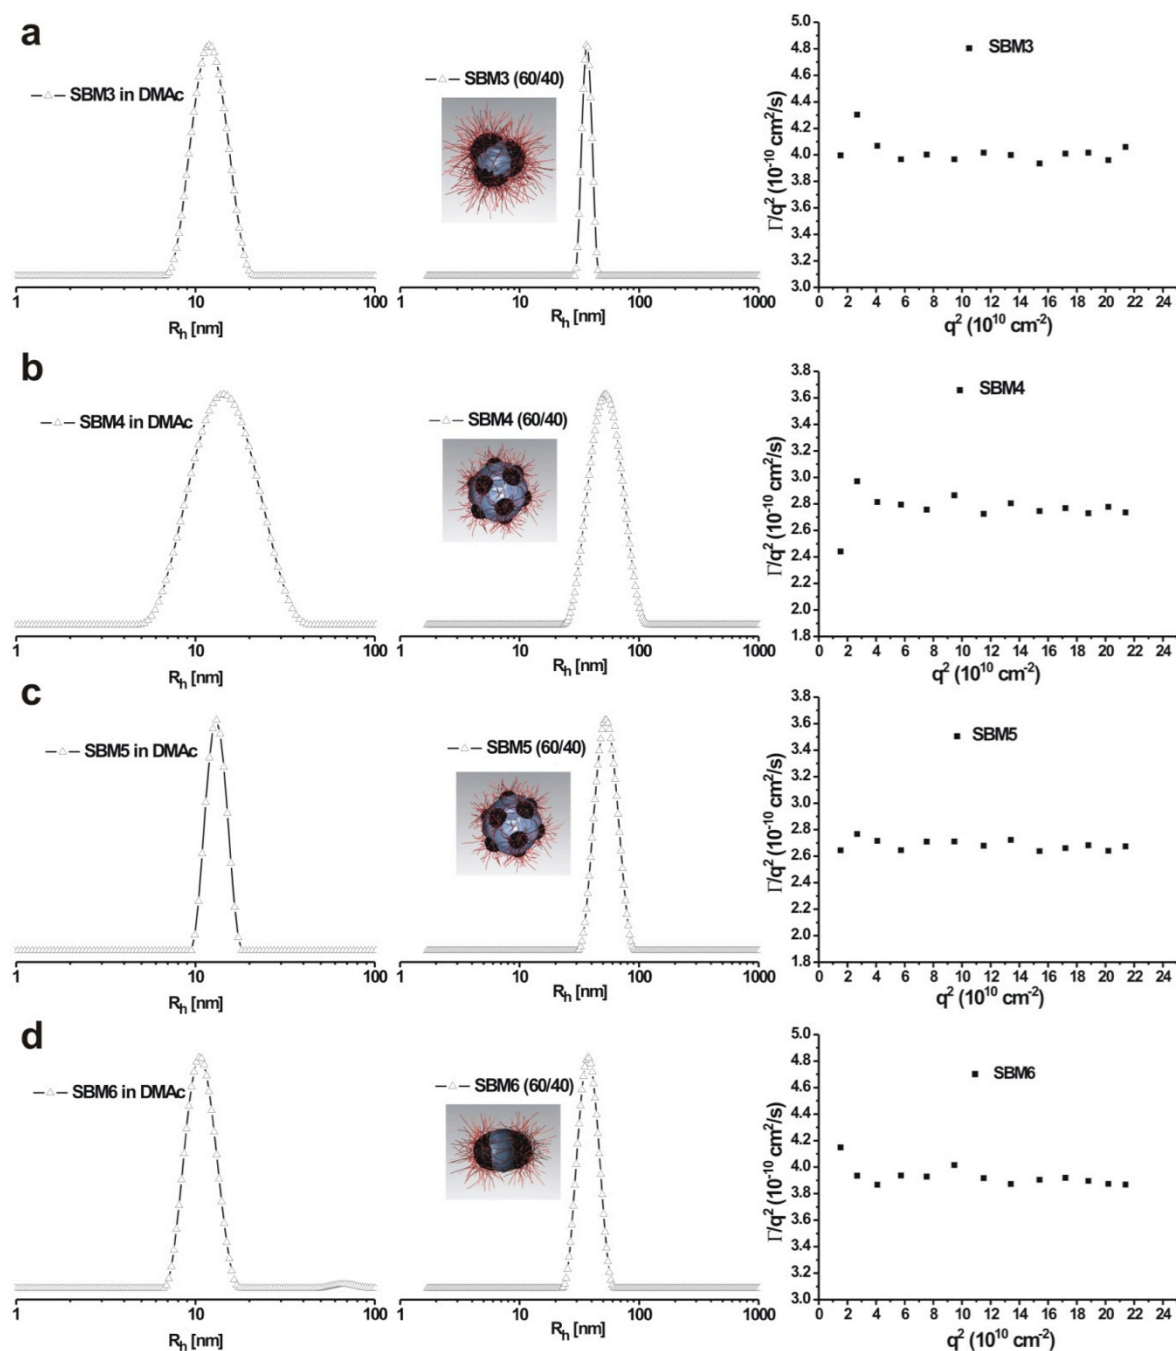 a
SBM3 in DMAc
1 10 100
R_h [nm]
SBM3 (60/40)
1 10 100 1000
R_h [nm]
SBM3
5.0
4.8
4.6
4.4
4.2
4.0
3.8
3.6
3.4
3.2
3.0
Γ/q² (10⁻¹⁰ cm²/s)
0 2 4 6 8 10 12 14 16 18 20 22 24
q² (10¹⁰ cm⁻²)
b
SBM4 in DMAc
1 10 100
R_h [nm]
SBM4 (60/40)
1 10 100 1000
R_h [nm]
SBM4
3.8
3.6
3.4
3.2
3.0
2.8
2.6
2.4
2.2
2.0
1.8
Γ/q² (10⁻¹⁰ cm²/s)
0 2 4 6 8 10 12 14 16 18 20 22 24
q² (10¹⁰ cm⁻²)
c
SBM5 in DMAc
1 10 100
R_h [nm]
SBM5 (60/40)
1 10 100 1000
R_h [nm]
SBM5
3.8
3.6
3.4
3.2
3.0
2.8
2.6
2.4
2.2
2.0
1.8
Γ/q² (10⁻¹⁰ cm²/s)
0 2 4 6 8 10 12 14 16 18 20 22 24
q² (10¹⁰ cm⁻²)
d
SBM6 in DMAc
1 10 100
R_h [nm]
SBM6 (60/40)
1 10 100 1000
R_h [nm]
SBM6
5.0
4.8
4.6
4.4
4.2
4.0
3.8
3.6
3.4
3.2
3.0
Γ/q² (10⁻¹⁰ cm²/s)
0 2 4 6 8 10 12 14 16 18 20 22 24
q² (10¹⁰ cm⁻²)